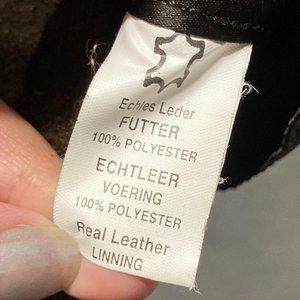 Echtes Leder
FUTTER
100% POLYESTER
ECHTLEER
VOERING
100% POLYESTER
Real Leather
LINNING